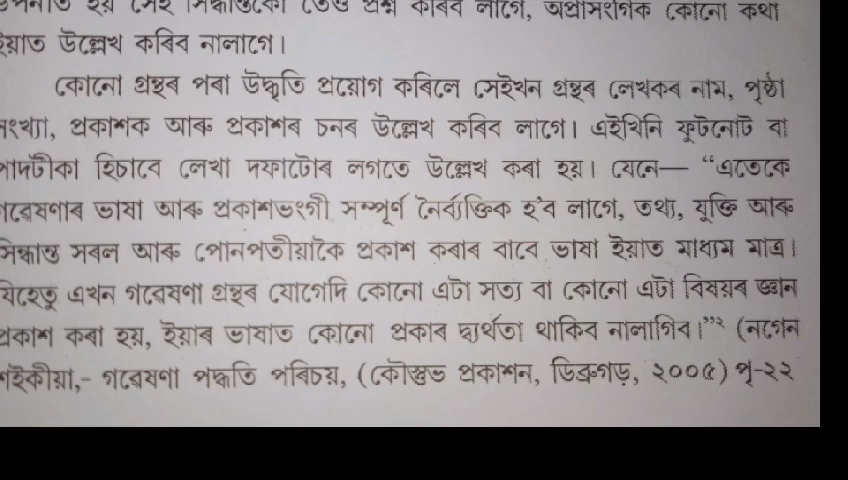 হয় সেই সিদ্ধান্তকো তেওঁ প্ৰশ্ন কৰিব লাগে, অপ্ৰাসংগিক কোনো কথা
ইয়াত উল্লেখ কৰিব নালাগে।
কোনো গ্ৰন্থৰ পৰা উদ্ধৃতি প্ৰয়োগ কৰিলে সেইখন গ্ৰন্থৰ লেখকৰ নাম, পৃষ্ঠা
সংখ্যা, প্ৰকাশক আৰু প্ৰকাশৰ চনৰ উল্লেখ কৰিব লাগে। এইখিনি ফুটনোট বা
পাদটীকা হিচাবে লেখা দফাটোৰ লগতে উল্লেখ কৰা হয়। যেনে— “এতেকে
গৱেষণাৰ ভাষা আৰু প্ৰকাশভংগী সম্পূৰ্ণ নৈৰ্ব্যক্তিক হ’ব লাগে, তথ্য, যুক্তি আৰু
সিদ্ধান্ত সৰল আৰু পোনপতীয়াকৈ প্ৰকাশ কৰাৰ বাবে ভাষা ইয়াত মাধ্যম মাত্ৰ।
যিহেতু এখন গৱেষণা গ্ৰন্থৰ যোগেদি কোনো এটা সত্য বা কোনো এটা বিষয়ৰ জ্ঞান
প্ৰকাশ কৰা হয়, ইয়াৰ ভাষাত কোনো প্ৰকাৰ দ্ব্যৰ্থতা থাকিব নালাগিব।”২ (নগেন
শইকীয়া,- গৱেষণা পদ্ধতি পৰিচয়, (কৌস্তুভ প্ৰকাশন, ডিব্ৰুগড়, ২০০৫) পৃ-২২